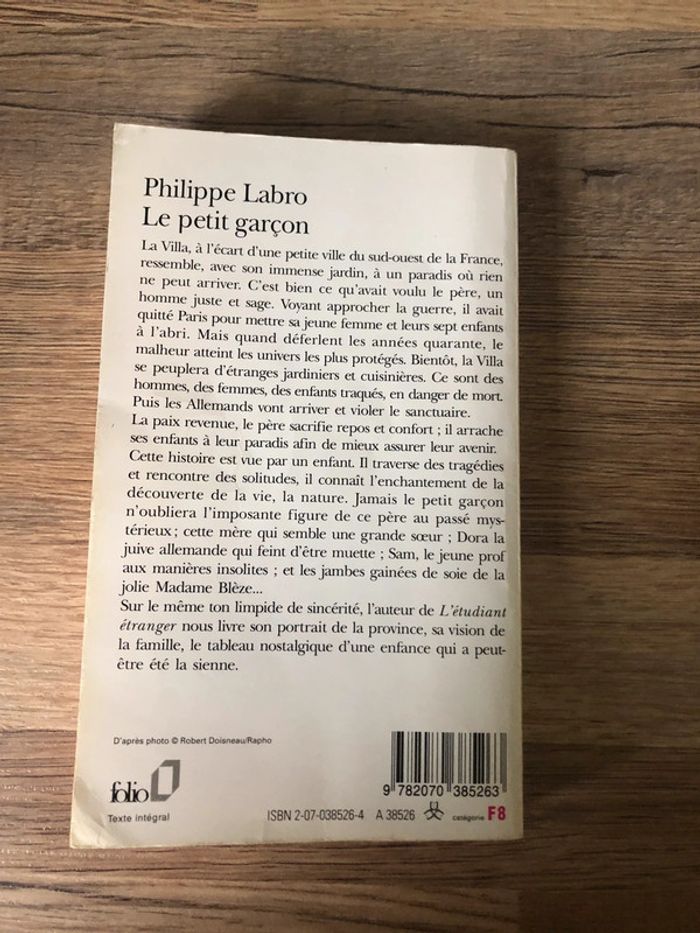 Philippe Labro
Le petit garçon
La Villa, à l'écart d'une petite ville du sud-ouest de la France,
ressemble, avec son immense jardin, à un paradis où rien
ne peut arriver. C'est bien ce qu'avait voulu le père, un
homme juste et sage. Voyant approcher la guerre, il avait
quitté Paris pour mettre sa jeune femme et leurs sept enfants
à l'abri. Mais quand déferlent les années quarante, le
malheur atteint les univers les plus protégés. Bientôt, la Villa
se peuplera d'étranges jardiniers et cuisinières. Ce sont des
hommes, des femmes, des enfants traqués, en danger de mort.
Puis les Allemands vont arriver et violer le sanctuaire.
La paix revenue, le père sacrifie repos et confort ; il arrache
ses enfants à leur paradis afin de mieux assurer leur avenir.
Cette histoire est vue par un enfant. Il traverse des tragédies
et rencontre des solitudes, il connaît l'enchantement de la
découverte de la vie, la nature. Jamais le petit garçon
n'oubliera l'imposante figure de ce père au passé mys-
térieux ; cette mère qui semble une grande sœur ; Dora la
juive allemande qui feint d'être muette ; Sam, le jeune prof
aux manières insolites ; et les jambes gainées de soie de la
jolie Madame Blèze...
Sur le même ton limpide de sincérité, l'auteur de L'étudiant
étranger nous livre son portrait de la province, sa vision de
la famille, le tableau nostalgique d'une enfance qui a peut-
être été la sienne.
D'après photo © Robert Doisneau/Rapho
folio
Texte intégral
9 782070 385263
ISBN 2-07-038526-4 A 38526 catégorie F8